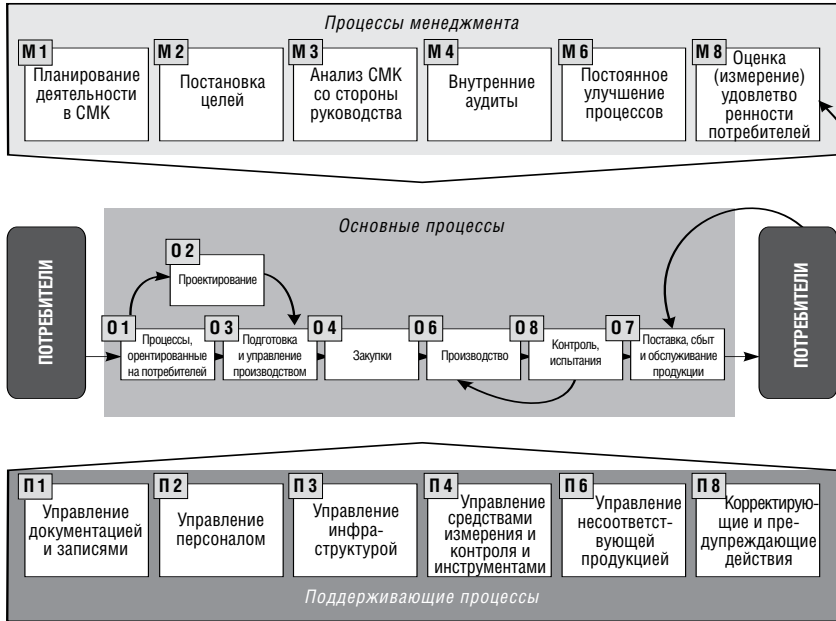 Процессы менеджмента
М 1
Планирование
деятельности
в СМК
М 2
Постановка
целей
М 3
Анализ СМК
со стороны
руководства
М 4
Внутренние
аудиты
М 6
Постоянное
улучшение
процессов
М 8
Оценка
(измерение)
удовлетво
ренности
потребителей
ПОТРЕБИТЕЛИ
Основные процессы
О 2
Проектирование
О 1
Процессы,
орентированные
на потребителей
О 3
Подготовка
и управление
производством
О 4
Закупки
О 6
Производство
О 8
Контроль,
испытания
О 7
Поставка, сбыт
и обслуживание
продукции
ПОТРЕБИТЕЛИ
П 1
Управление
документацией
и записями
П 2
Управление
персоналом
П 3
Управление
инфра-
структурой
П 4
Управление
средствами
измерения и
контроля и
инструментами
П 6
Управление
несоответст-
вующей
продукцией
П 8
Корректирую-
щие и пре-
дупреждающие
действия
Поддерживающие процессы